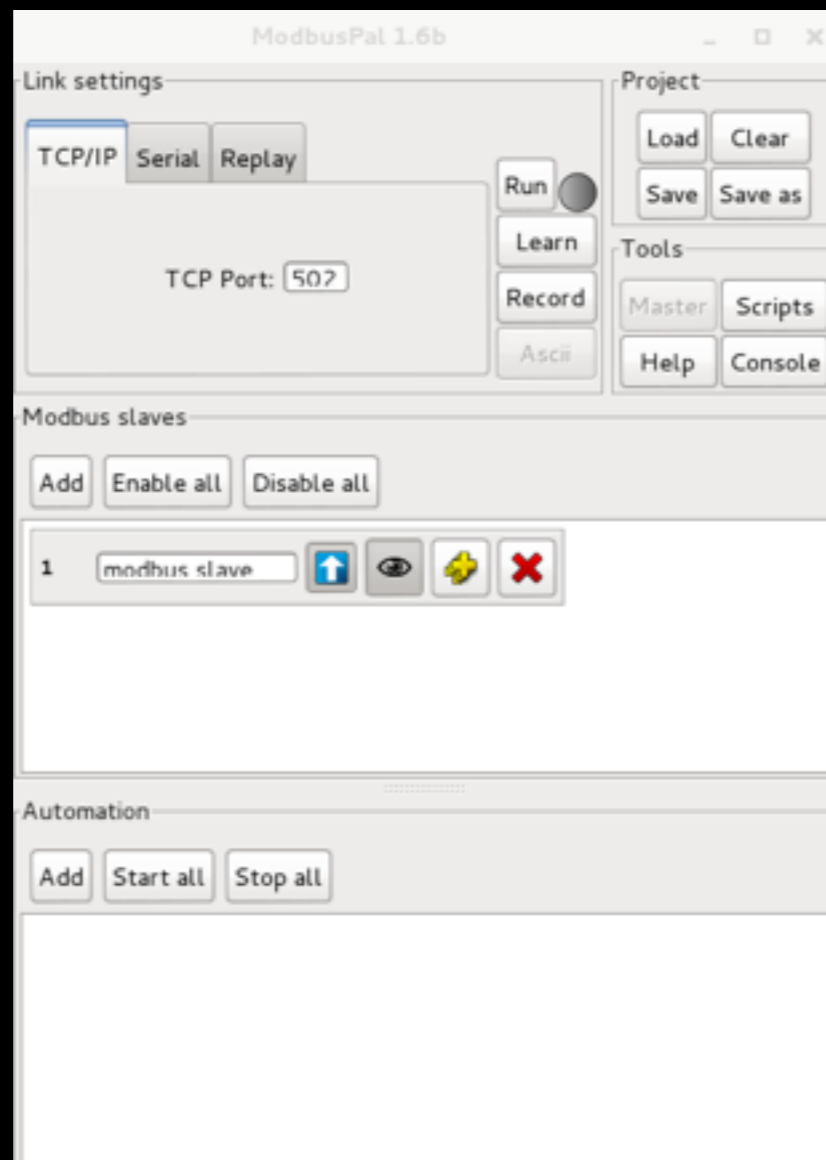 ModbusPal 1.6b
Link settings
TCP/IP Serial Replay
TCP Port: 502
Run
Learn
Record
Ascii
Project
Load Clear
Save Save as
Tools
Master Scripts
Help Console
Modbus slaves
Add Enable all Disable all
1 modbus slave
Automation
Add Start all Stop all